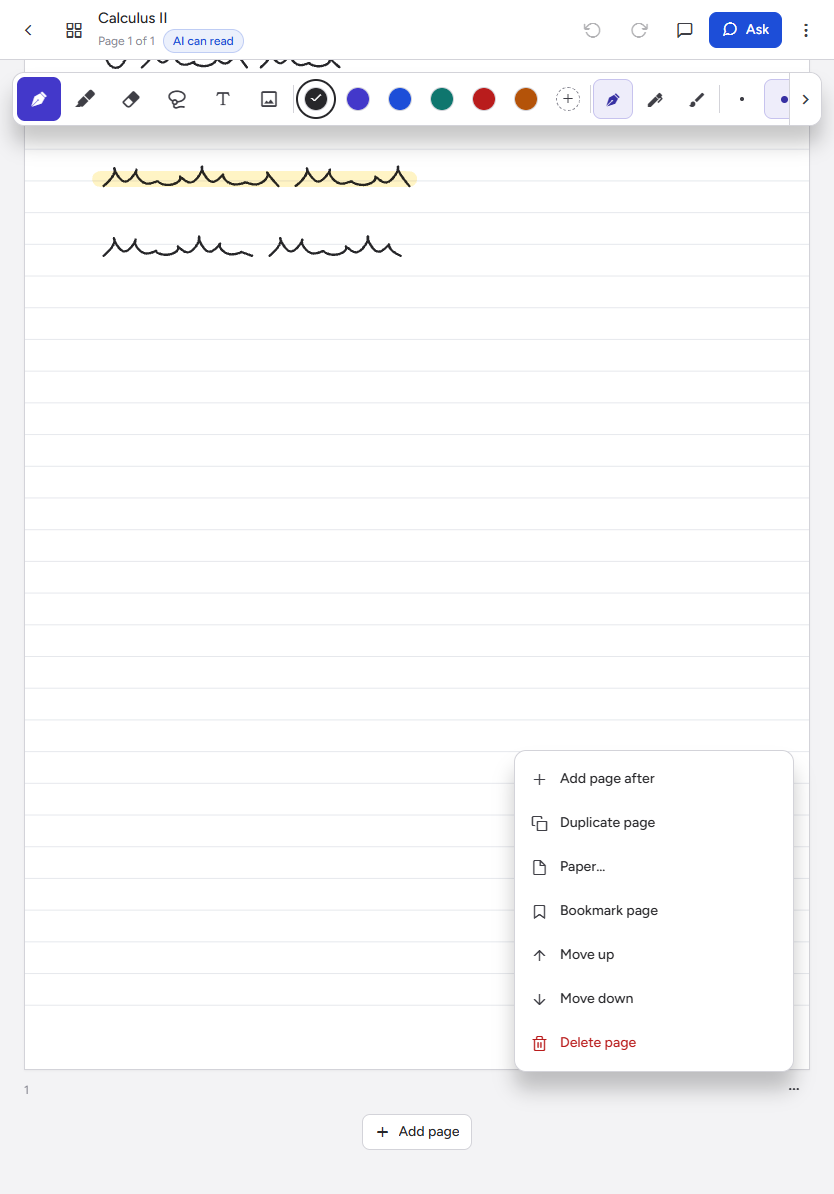 Calculus II
Page 1 of 1 AI can read
Ask
T
Add page after
Duplicate page
Paper...
Bookmark page
Move up
Move down
Delete page
1
Add page